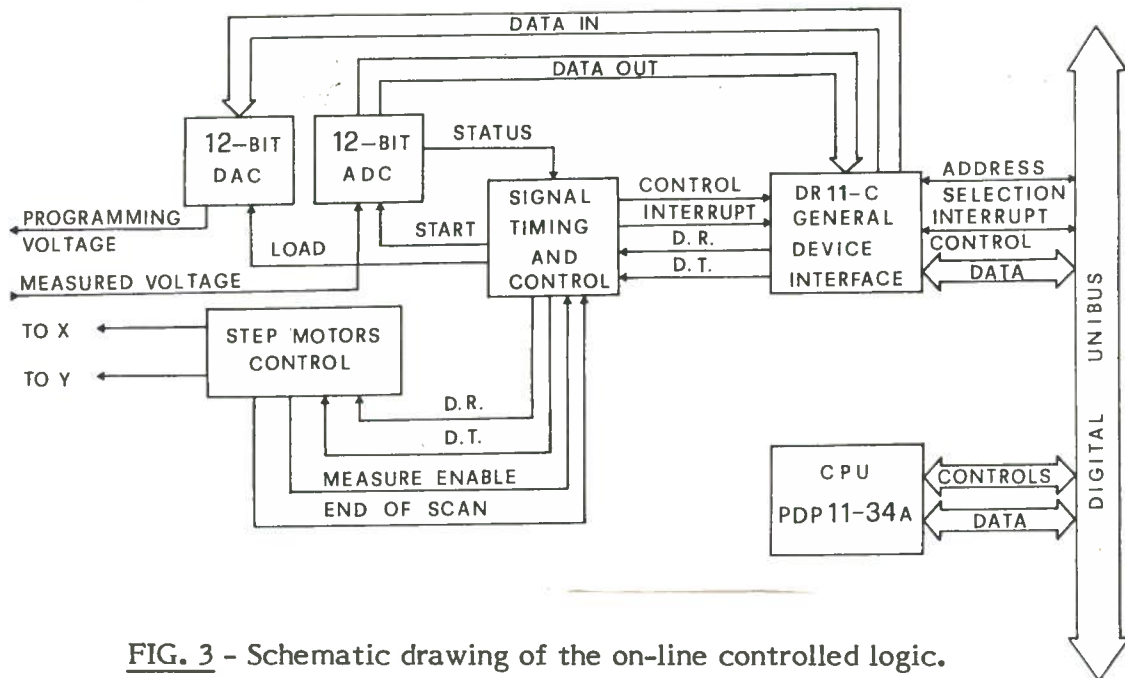 DATA IN
DATA OUT
12-BIT
DAC
12-BIT
ADC
STATUS
START
LOAD
PROGRAMMING
VOLTAGE
MEASURED VOLTAGE
SIGNAL
TIMING
AND
CONTROL
CONTROL
INTERRUPT
D.R.
D.T.
DR11-C
GENERAL
DEVICE
INTERFACE
ADDRESS
SELECTION
INTERRUPT
CONTROL
DATA
DIGITAL UNIBUS
TO X
TO Y
STEP MOTORS
CONTROL
D.R.
D.T.
MEASURE ENABLE
END OF SCAN
CPU
PDP 11-34A
CONTROLS
DATA
FIG. 3 - Schematic drawing of the on-line controlled logic.